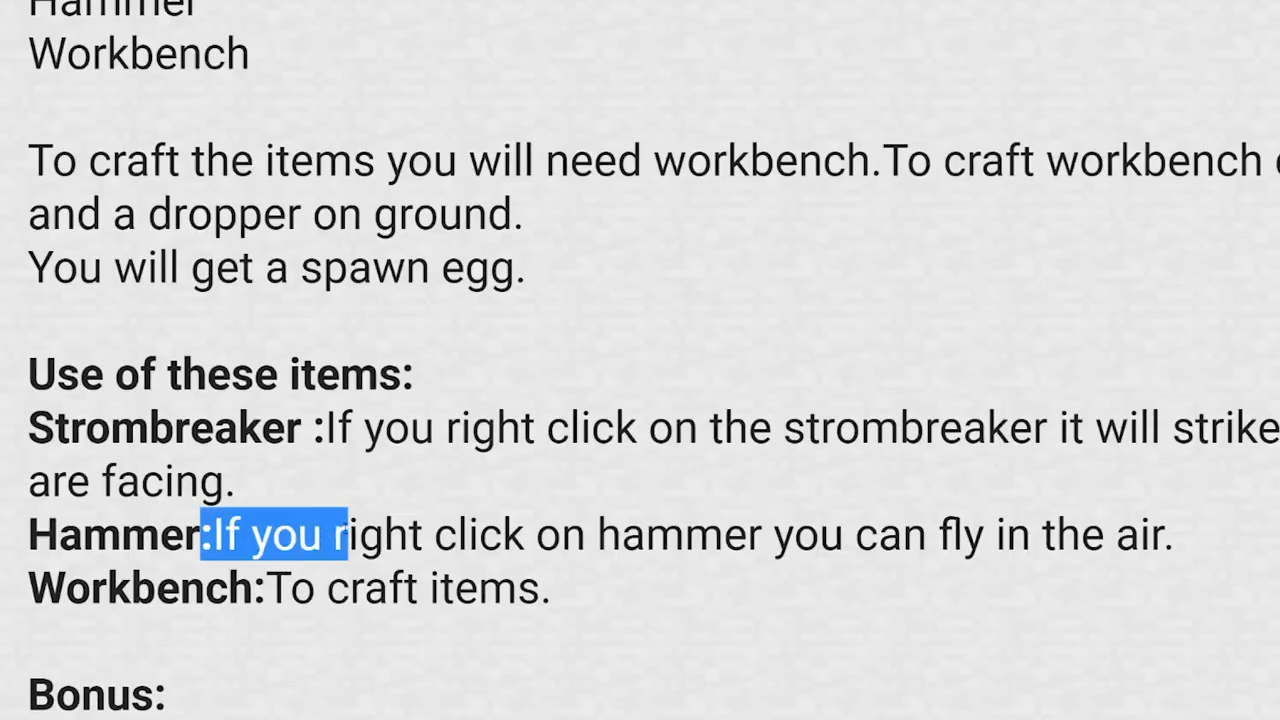 Hammer
Workbench
To craft the items you will need workbench.To craft workbench
and a dropper on ground.
You will get a spawn egg.
Use of these items:
Strombreaker :If you right click on the strombreaker it will strike
are facing.
Hammer:If you right click on hammer you can fly in the air.
Workbench:To craft items.
Bonus: